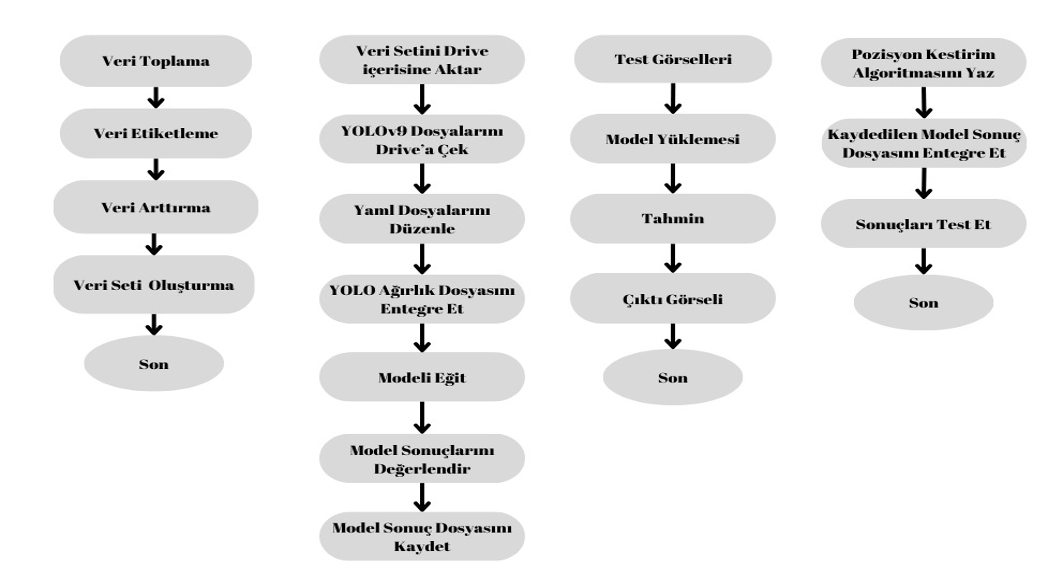 Veri Toplama
Veri Etiketleme
Veri Arttırma
Veri Seti Oluşturma
Son
Veri Setini Drive
içerisine Aktar
YOLOv9 Dosyalarını
Drive'a Çek
Yaml Dosyalarını
Düzenle
YOLO Ağırlık Dosyasını
Entegre Et
Modeli Eğit
Model Sonuçlarını
Değerlendir
Model Sonuç Dosyasını
Kaydet
Test Görselleri
Model Yüklemesi
Tahmin
Çıktı Görseli
Son
Pozisyon Kestirim
Algoritmasını Yaz
Kaydedilen Model Sonuç
Dosyasını Entegre Et
Sonuçları Test Et
Son